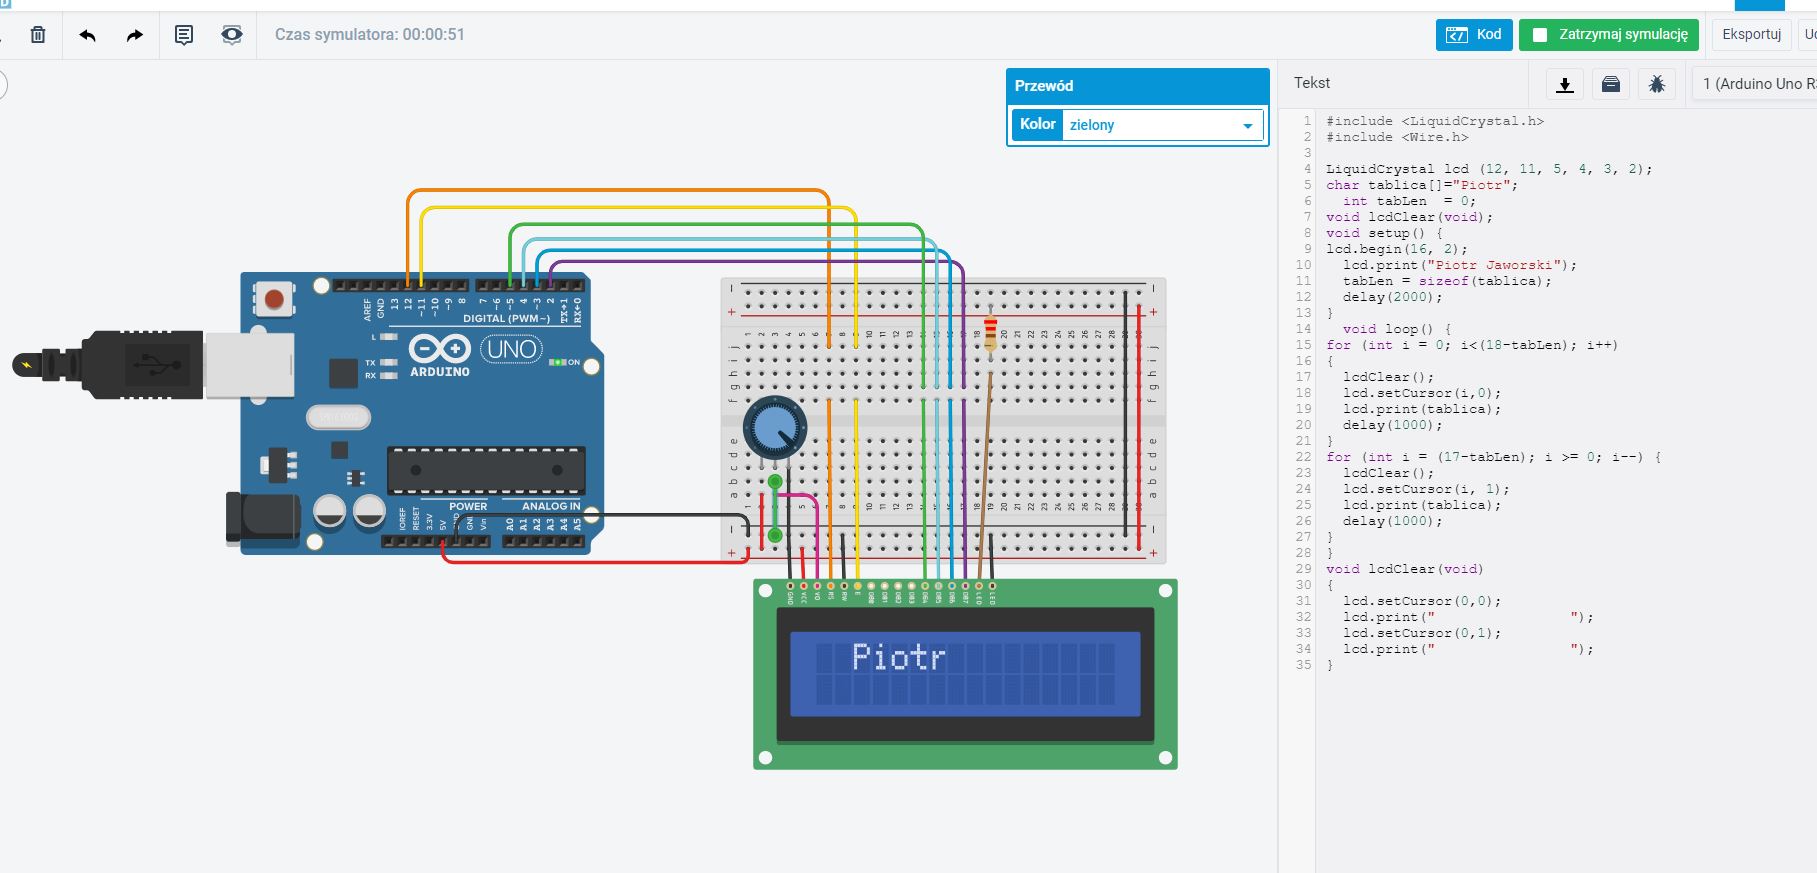 Czas symulatora: 00:00:51
Kod
Zatrzymaj symulację
Eksportuj
Przewód
Kolor
zielony
Tekst
1 (Arduino Uno R3
1 #include <LiquidCrystal.h>
2 #include <Wire.h>
3
4 LiquidCrystal lcd (12, 11, 5, 4, 3, 2);
5 char tablica[]="Piotr";
6   int tabLen  = 0;
7 void lcdClear(void);
8 void setup() {
9 lcd.begin(16, 2);
10   lcd.print("Piotr Jaworski");
11   tabLen = sizeof(tablica);
12   delay(2000);
13 }
14   void loop() {
15 for (int i = 0; i<(18-tabLen); i++)
16 {
17   lcdClear();
18   lcd.setCursor(i,0);
19   lcd.print(tablica);
20   delay(1000);
21 }
22 for (int i = (17-tabLen); i >= 0; i--) {
23   lcdClear();
24   lcd.setCursor(i, 1);
25   lcd.print(tablica);
26   delay(1000);
27 }
28 }
29 void lcdClear(void)
30 {
31   lcd.setCursor(0,0);
32   lcd.print("                ");
33   lcd.setCursor(0,1);
34   lcd.print("                ");
35 }
AREF GND 13 12 ~11 ~10 ~9 8 7 ~6 ~5 4 ~3 2 TX→1 RX←0
DIGITAL (PWM~)
L
TX
RX
UNO
ON
ARDUINO
POWER
ANALOG IN
IOREF RESET 3.3V 5V GND Vin A0 A1 A2 A3 A4 A5
GND VCC V0 RS RW E DB0 DB1 DB2 DB3 DB4 DB5 DB6 DB7 LED LED
Piotr